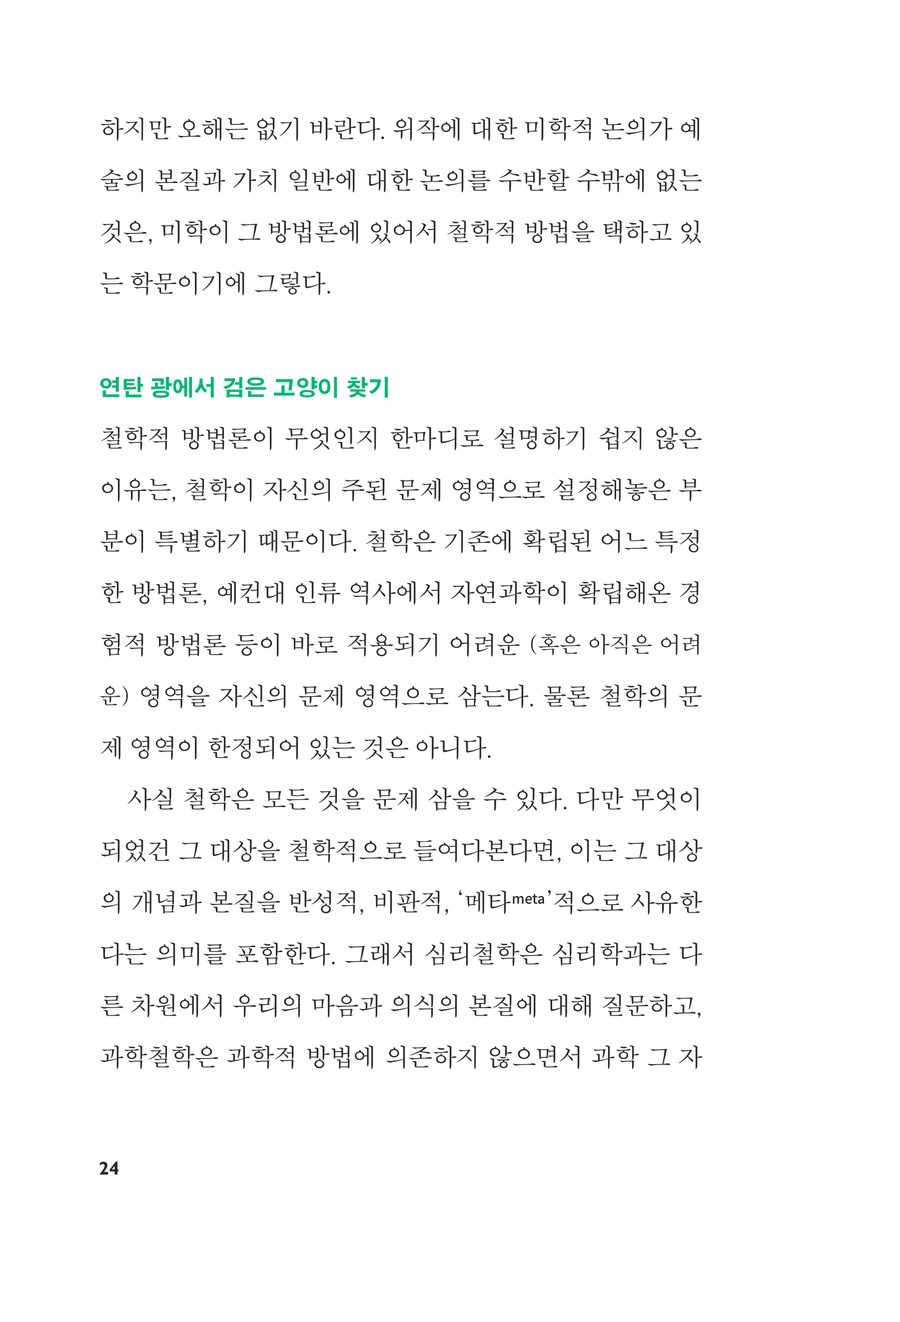 하지만 오해는 없기 바란다. 위작에 대한 미학적 논의가 예
술의 본질과 가치 일반에 대한 논의를 수반할 수밖에 없는
것은, 미학이 그 방법론에 있어서 철학적 방법을 택하고 있
는 학문이기에 그렇다.
연탄 광에서 검은 고양이 찾기
철학적 방법론이 무엇인지 한마디로 설명하기 쉽지 않은
이유는, 철학이 자신의 주된 문제 영역으로 설정해놓은 부
분이 특별하기 때문이다. 철학은 기존에 확립된 어느 특정
한 방법론, 예컨대 인류 역사에서 자연과학이 확립해온 경
험적 방법론 등이 바로 적용되기 어려운 (혹은 아직은 어려
운) 영역을 자신의 문제 영역으로 삼는다. 물론 철학의 문
제 영역이 한정되어 있는 것은 아니다.
사실 철학은 모든 것을 문제 삼을 수 있다. 다만 무엇이
되었건 그 대상을 철학적으로 들여다본다면, 이는 그 대상
의 개념과 본질을 반성적, 비판적, ‘메타meta’적으로 사유한
다는 의미를 포함한다. 그래서 심리철학은 심리학과는 다
른 차원에서 우리의 마음과 의식의 본질에 대해 질문하고,
과학철학은 과학적 방법에 의존하지 않으면서 과학 그 자
24